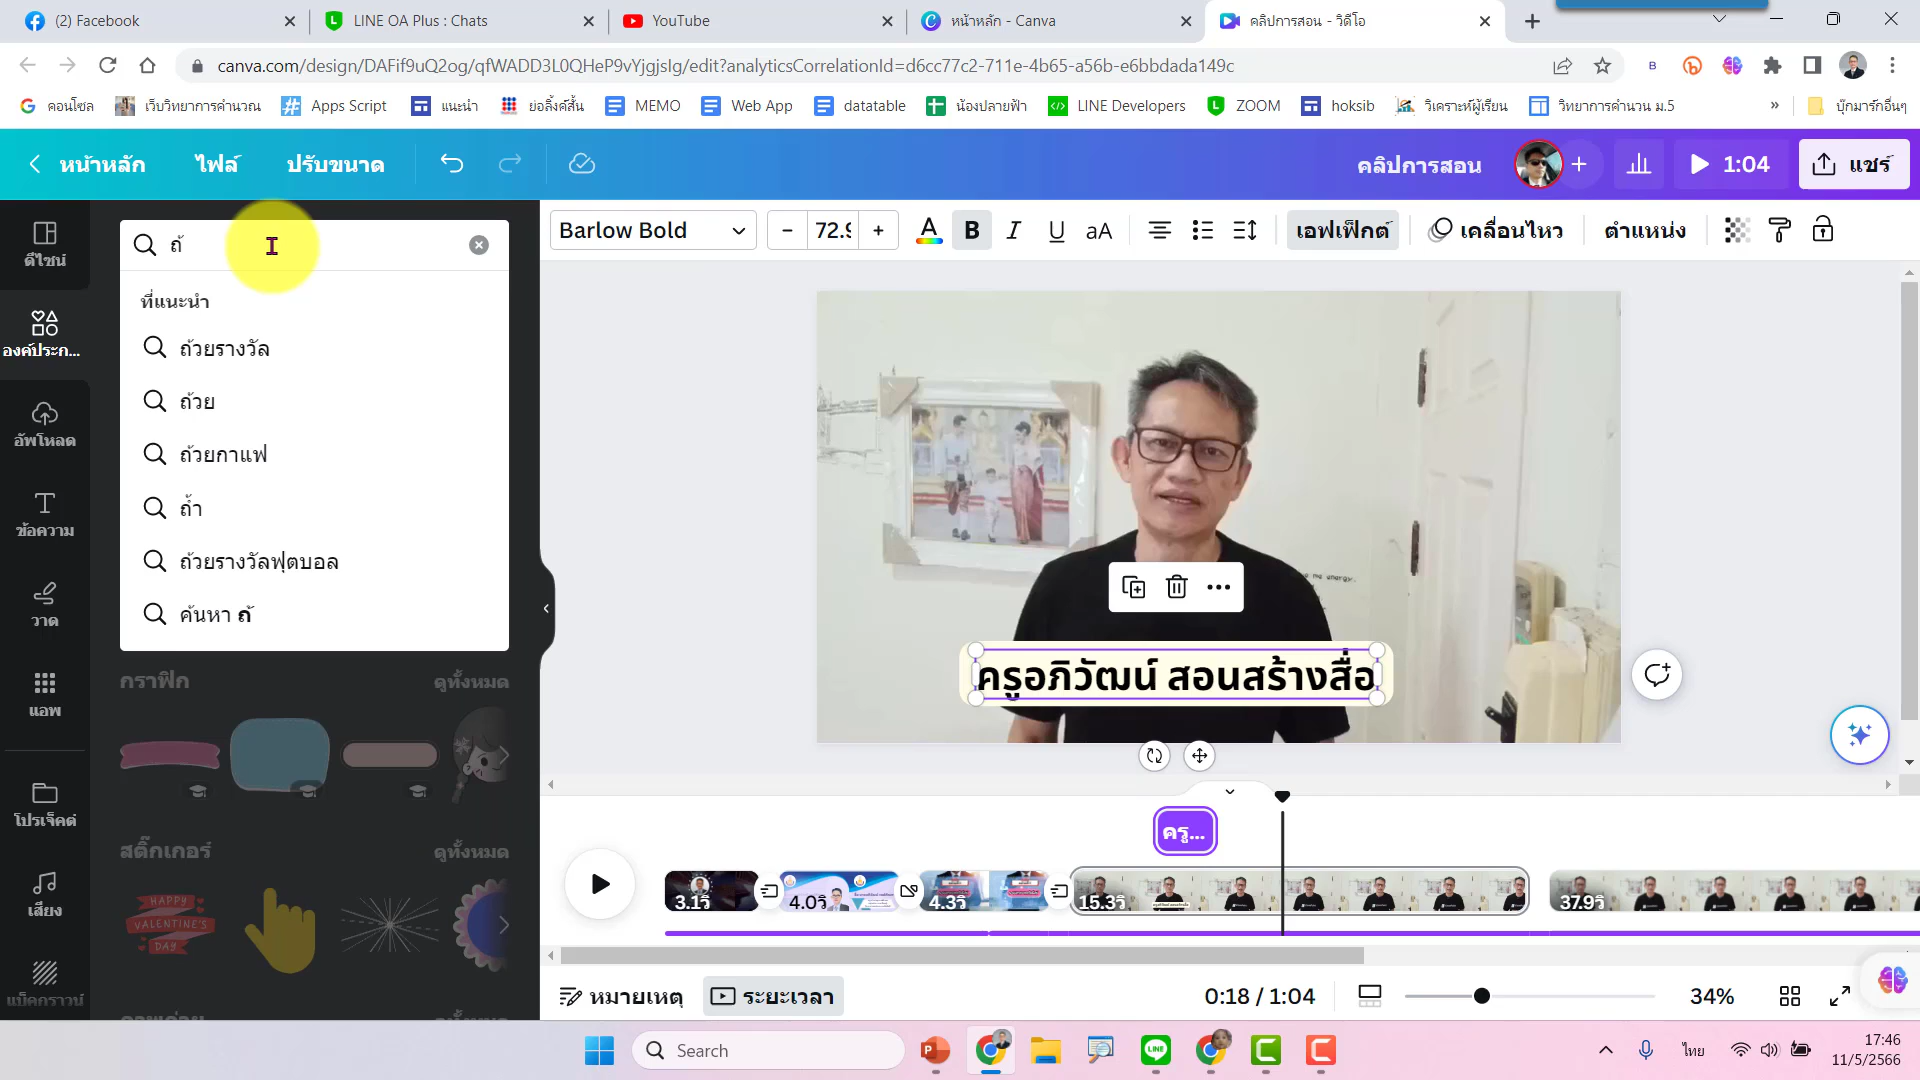 (2) Facebook
LINE OA Plus : Chats
YouTube
หน้าหลัก - Canva
คลิปการสอน - วิดีโอ
canva.com/design/DAFif9uQ2og/qfWADD3L0QHeP9vYjgjsIg/edit?analyticsCorrelationId=d6cc77c2-711e-4b65-a56b-e6bbdada149c
คอนโซล
เว็บวิทยาการคำนวณ
Apps Script
แนะนำ
ย่อลิ้งค์สั้น
MEMO
Web App
datatable
น้องปลายฟ้า
LINE Developers
ZOOM
hoksib
วิเคราะห์ผู้เรียน
วิทยาการคำนวน ม.5
»
บุ๊กมาร์กอื่นๆ
หน้าหลัก
ไฟล์
ปรับขนาด
คลิปการสอน
1:04
แชร์
ดีไซน์
องค์ประก...
อัพโหลด
ข้อความ
วาด
แอพ
โปรเจ็คต์
เสียง
แบ็คกราวน์
ถ้
ที่แนะนำ
ถ้วยรางวัล
ถ้วย
ถ้วยกาแฟ
ถ้ำ
ถ้วยรางวัลฟุตบอล
ค้นหา ถ้
กราฟิก
ดูทั้งหมด
สติ๊กเกอร์
ดูทั้งหมด
HAPPY
VALENTINE'S
DAY
ภาพถ่าย
ดูทั้งหมด
Barlow Bold
72.9
B
I
U
aA
เอฟเฟ็กต์
เคลื่อนไหว
ตำแหน่ง
ครูอภิวัฒน์ สอนสร้างสื่อ
ครู...
3.1วิ
4.0วิ
4.3วิ
15.3วิ
37.9วิ
หมายเหตุ
ระยะเวลา
0:18 / 1:04
34%
Search
ไทย
17:46
11/5/2566